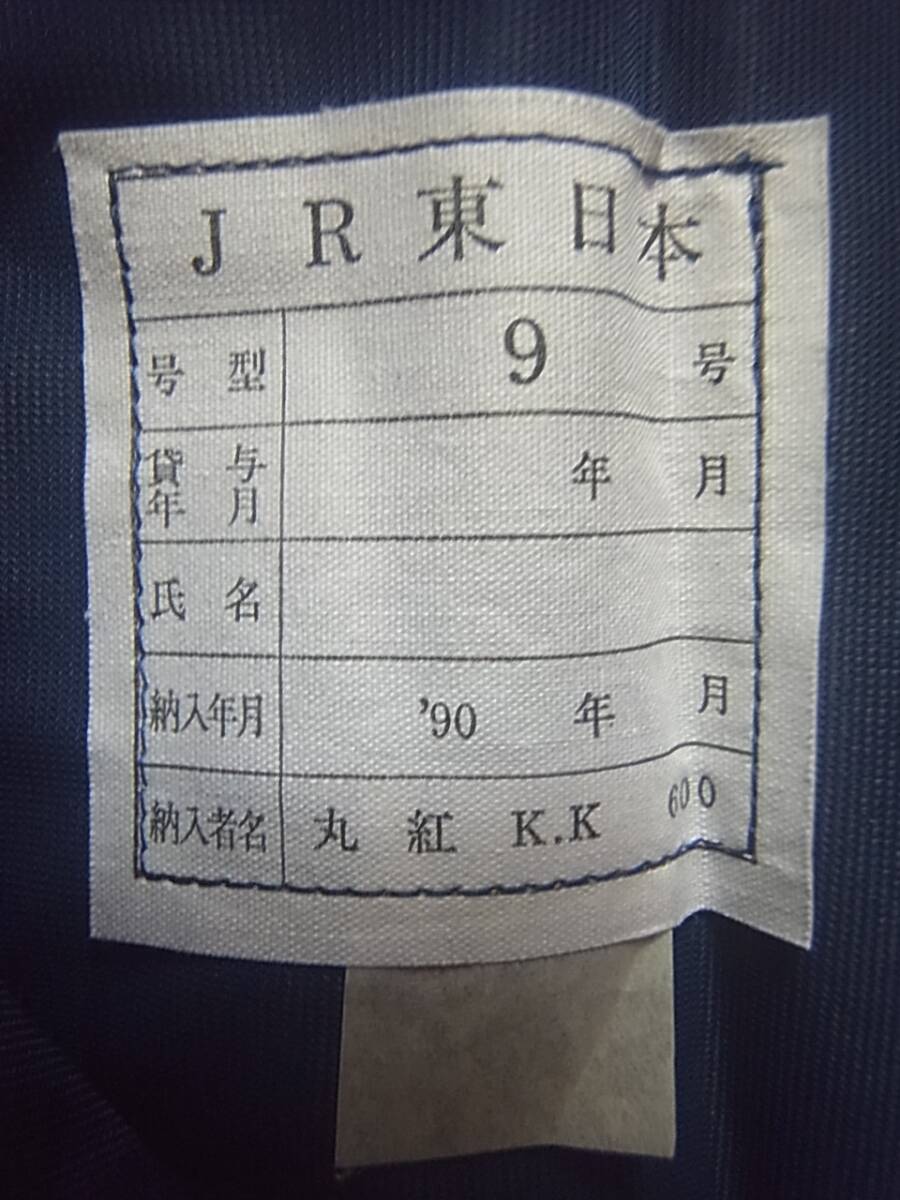 JR東日本
号型 9 号
貸与年月 年 月
氏名
納入年月 '90 年 月
納入者名 丸紅 K.K 600